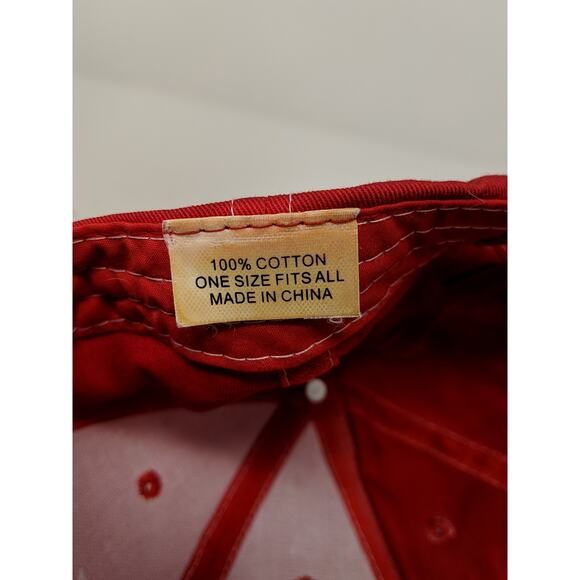 100% COTTON
ONE SIZE FITS ALL
MADE IN CHINA